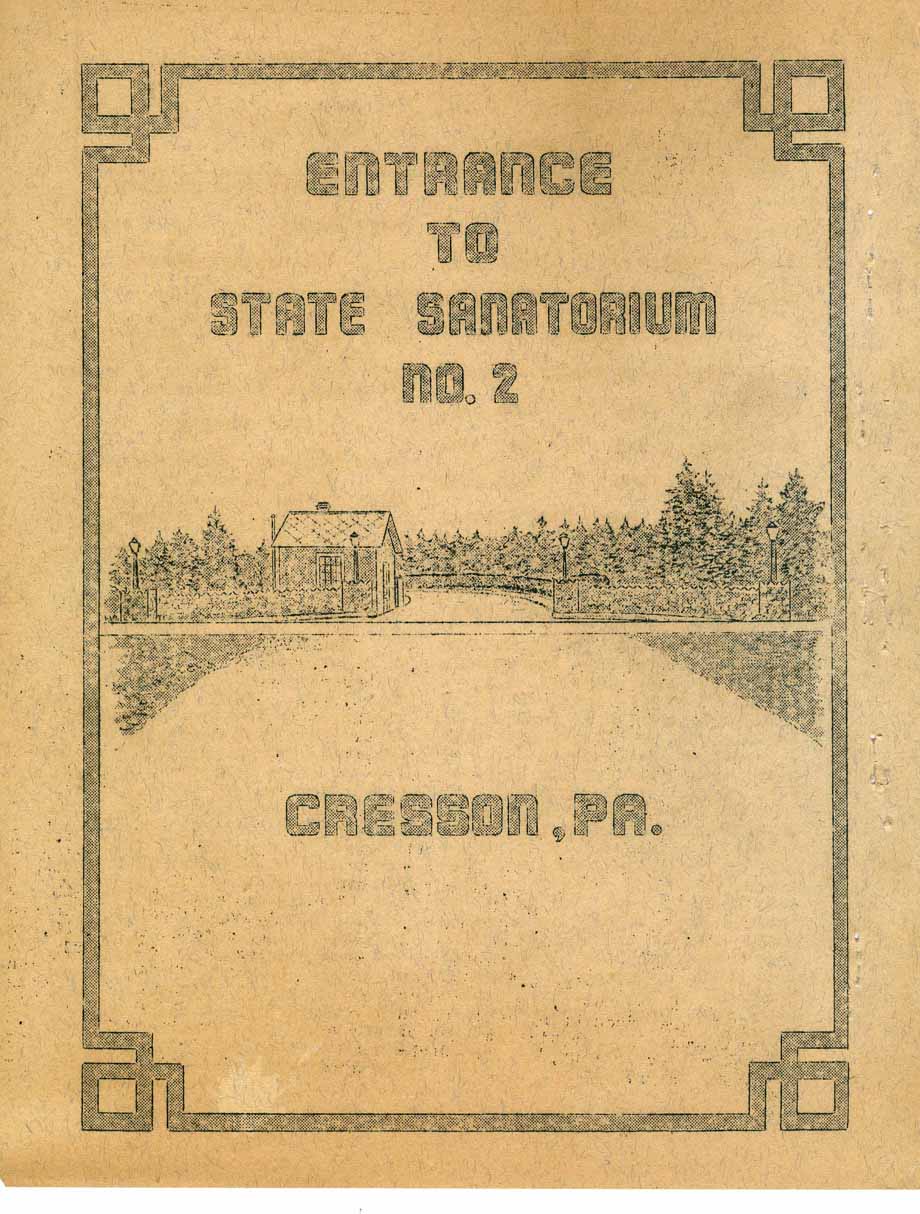 ENTRANCE
TO
STATE SANATORIUM
NO. 2
CRESSON, PA.